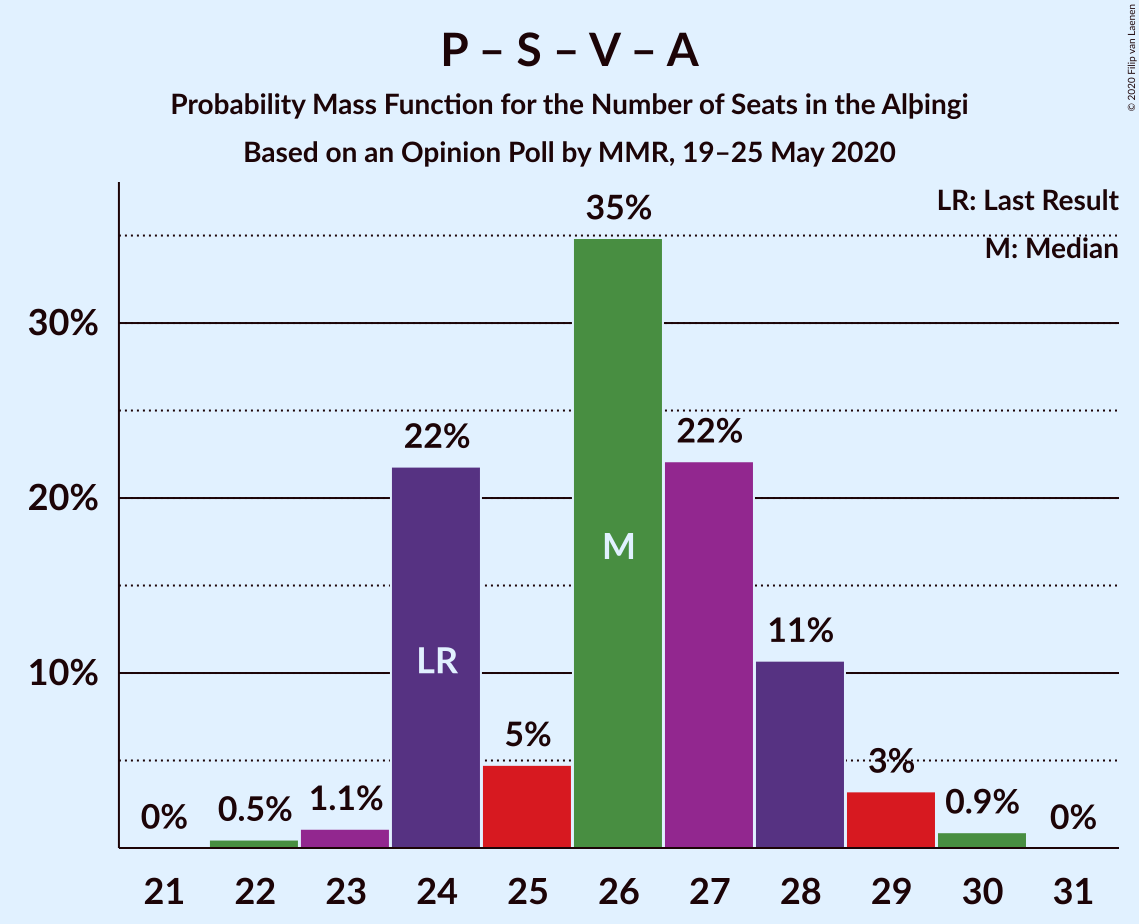 P – S – V – A
Probability Mass Function for the Number of Seats in the Alþingi
Based on an Opinion Poll by MMR, 19–25 May 2020
© 2020 Filip van Laenen
LR: Last Result
M: Median
35%
30%
22%
22%
20%
M
11%
LR
10%
5%
3%
0%
0.5%
1.1%
0.9%
0%
21 22 23 24 25 26 27 28 29 30 31